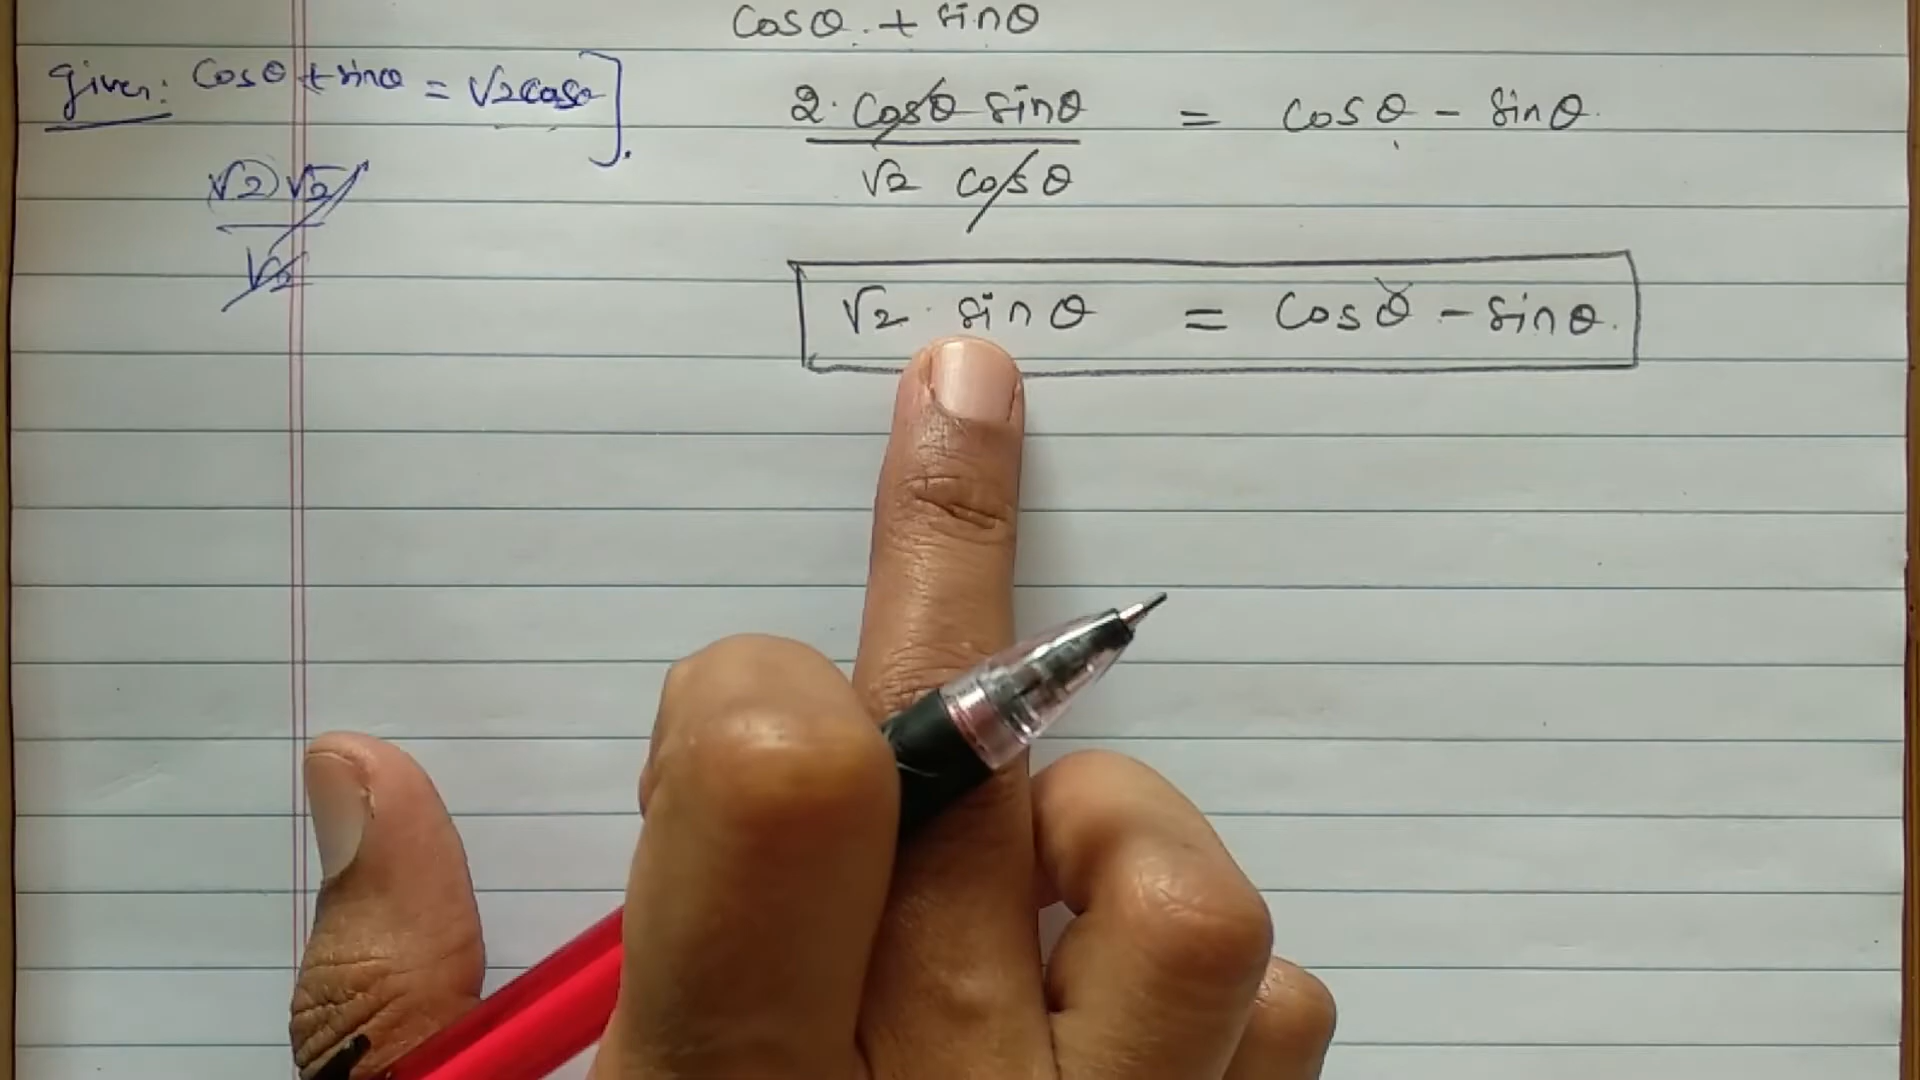 cosθ + sinθ
Given: cosθ + sinθ = √2 cosθ].
2·cosθ sinθ / √2 cosθ = cosθ - sinθ.
√2 √2 / √2
√2 · sinθ = cosθ - sinθ.